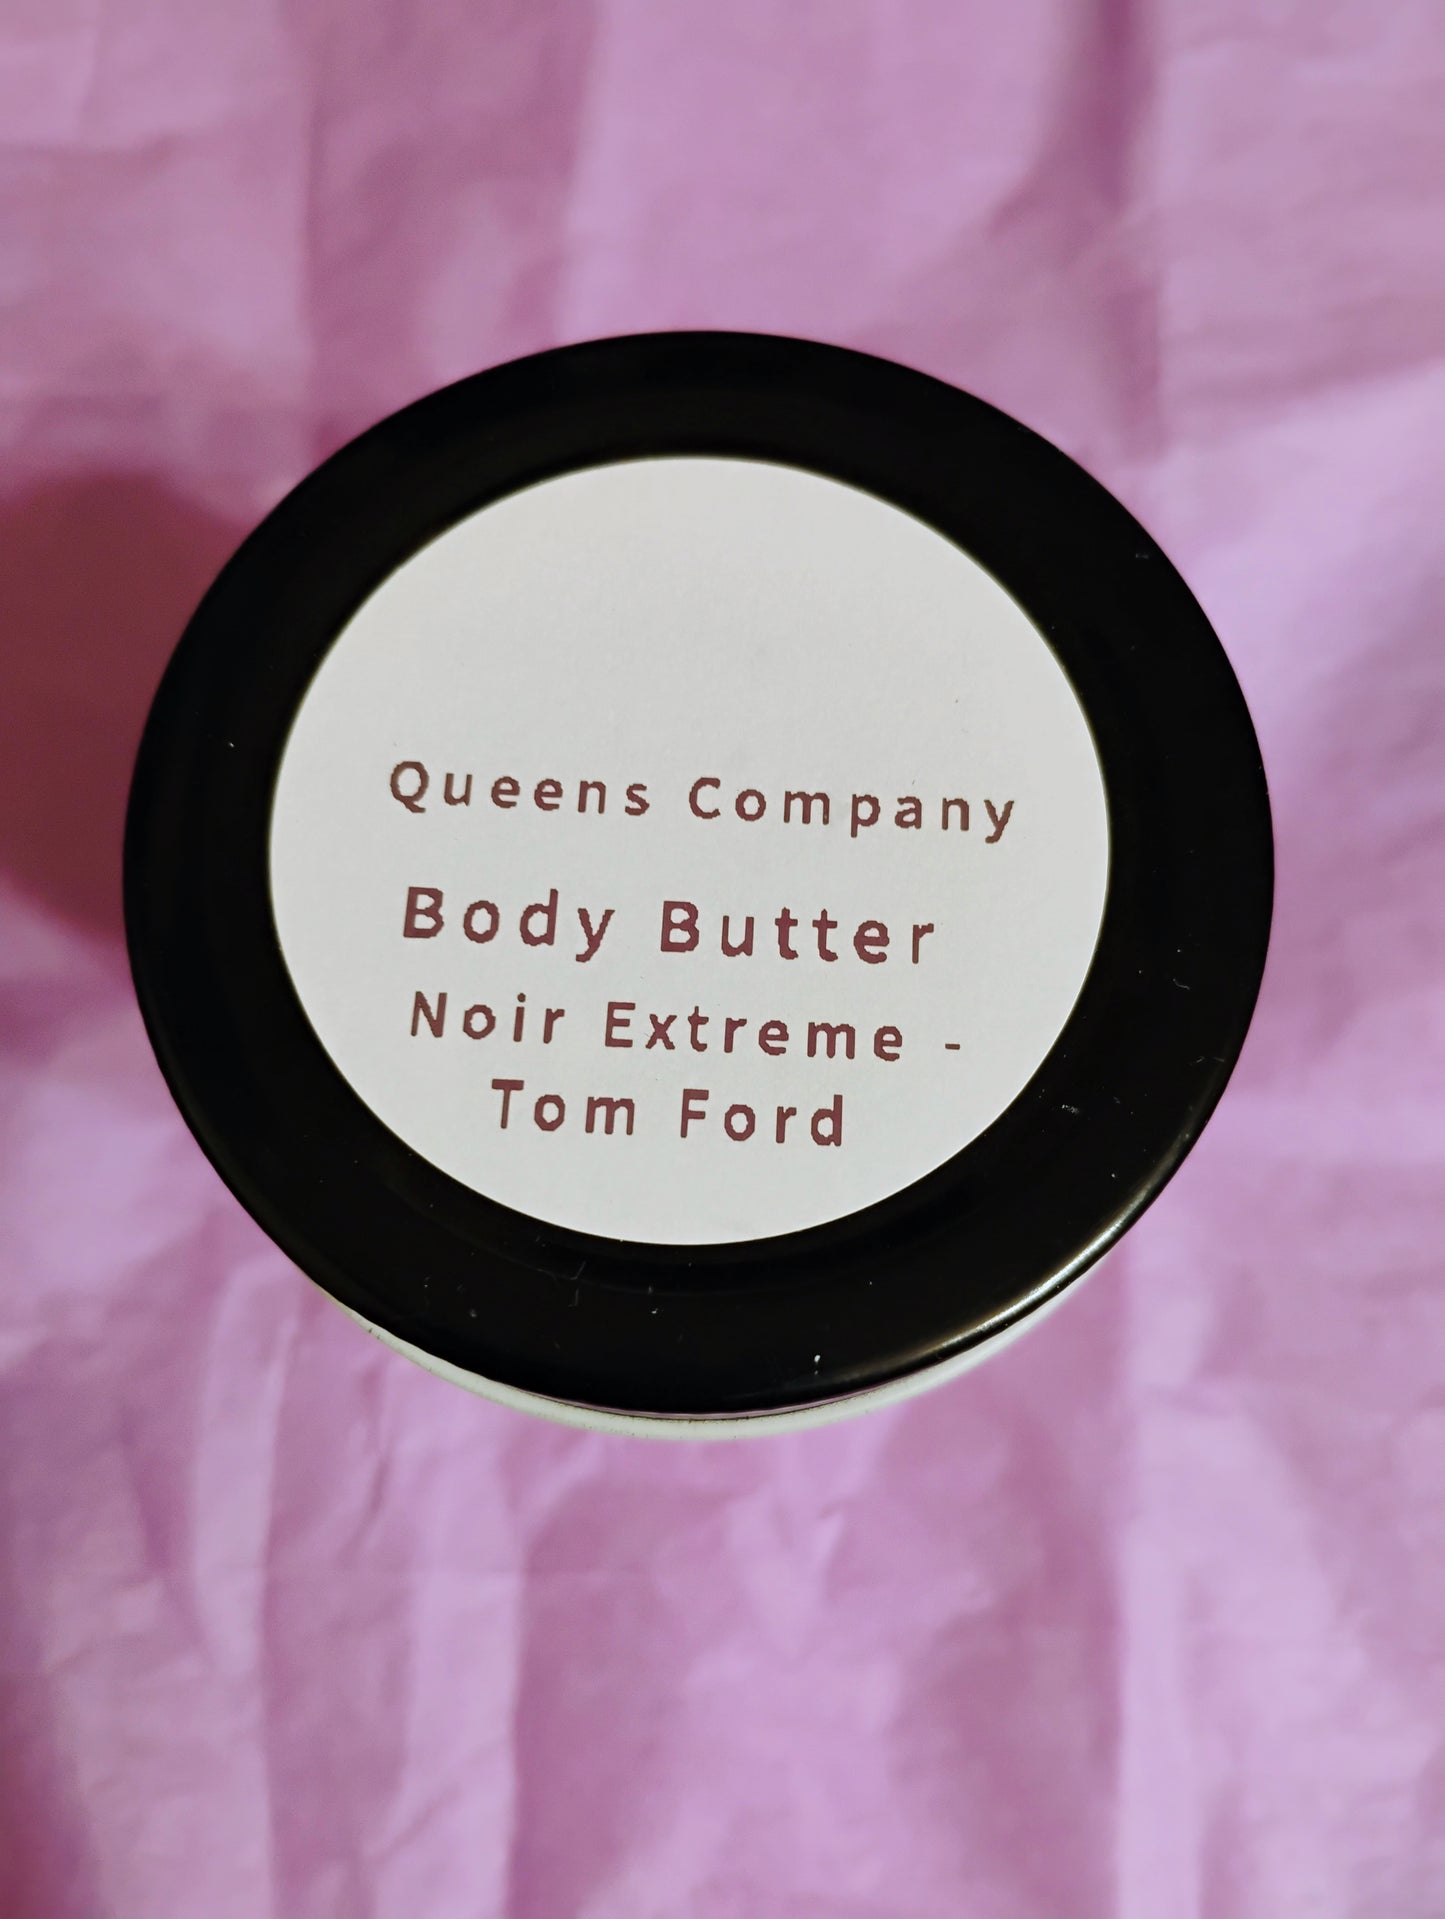 Queens Company
Body Butter
Noir Extreme -
Tom Ford